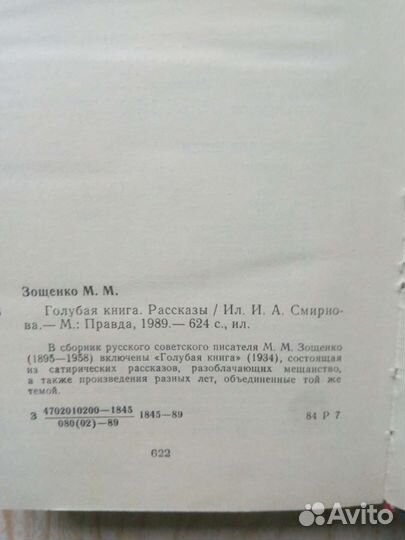 Зощенко М. М.
Голубая книга. Рассказы / Ил. И. А. Смирно-
ва.— М.: Правда, 1989.— 624 с., ил.
В сборник русского советского писателя М. М. Зощенко
(1895—1958) включены «Голубая книга» (1934), состоящая
из сатирических рассказов, разоблачающих мещанство,
а также произведения разных лет, объединенные той же
темой.
З 4702010200—1845 1845—89 84 Р 7
080(02)—89
622
Avito